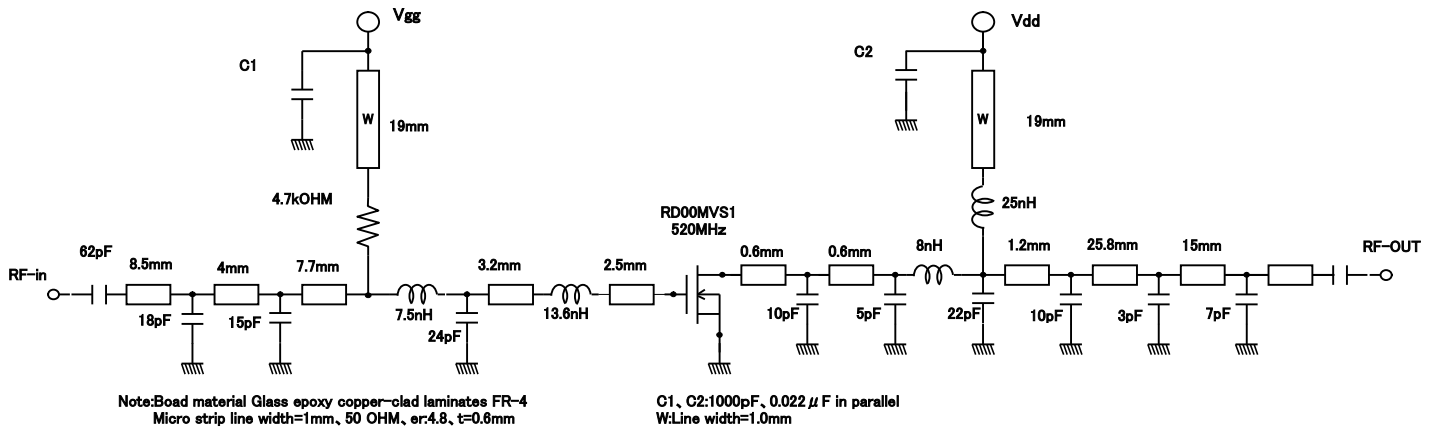 Vgg
Vdd
C1
C2
W
19mm
W
19mm
4.7kOHM
25nH
RD00MVS1
520MHz
RF-in
62pF
8.5mm
4mm
7.7mm
3.2mm
2.5mm
0.6mm
0.6mm
8nH
1.2mm
25.8mm
15mm
RF-OUT
18pF
15pF
7.5nH
24pF
13.6nH
10pF
5pF
22pF
10pF
3pF
7pF
Note:Boad material Glass epoxy copper-clad laminates FR-4
Micro strip line width=1mm、50 OHM、er:4.8、t=0.6mm
C1、C2:1000pF、0.022μF in parallel
W:Line width=1.0mm